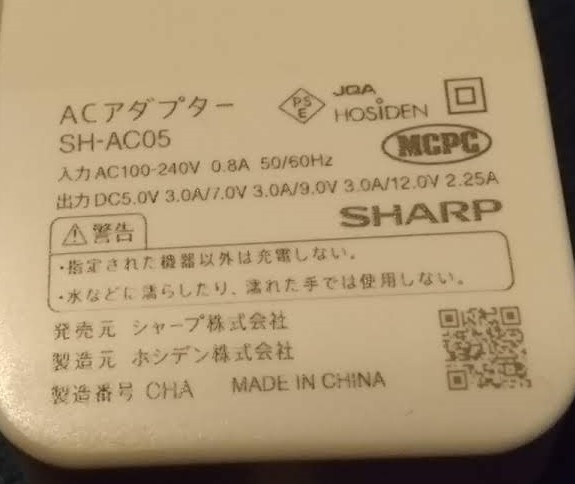 ACアダプター
SH-AC05
PS
E
JQA
HOSIDEN
MCPC
入力 AC100-240V 0.8A 50/60Hz
出力 DC5.0V 3.0A/7.0V 3.0A/9.0V 3.0A/12.0V 2.25A
SHARP
警告
・指定された機器以外は充電しない。
・水などに濡らしたり、濡れた手では使用しない。
発売元 シャープ株式会社
製造元 ホシデン株式会社
製造番号 CHA MADE IN CHINA